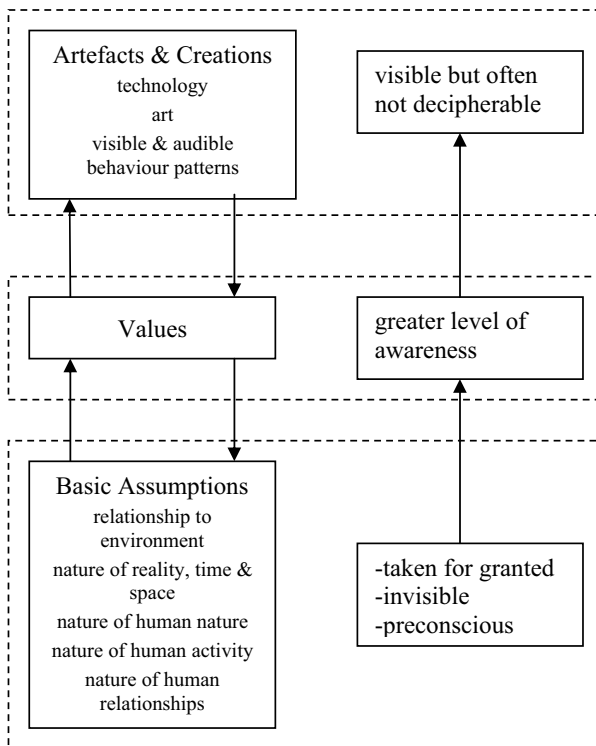 Artefacts & Creations
technology
art
visible & audible
behaviour patterns
visible but often
not decipherable
Values
greater level of
awareness
Basic Assumptions
relationship to
environment
nature of reality, time &
space
nature of human nature
nature of human activity
nature of human
relationships
-taken for granted
-invisible
-preconscious